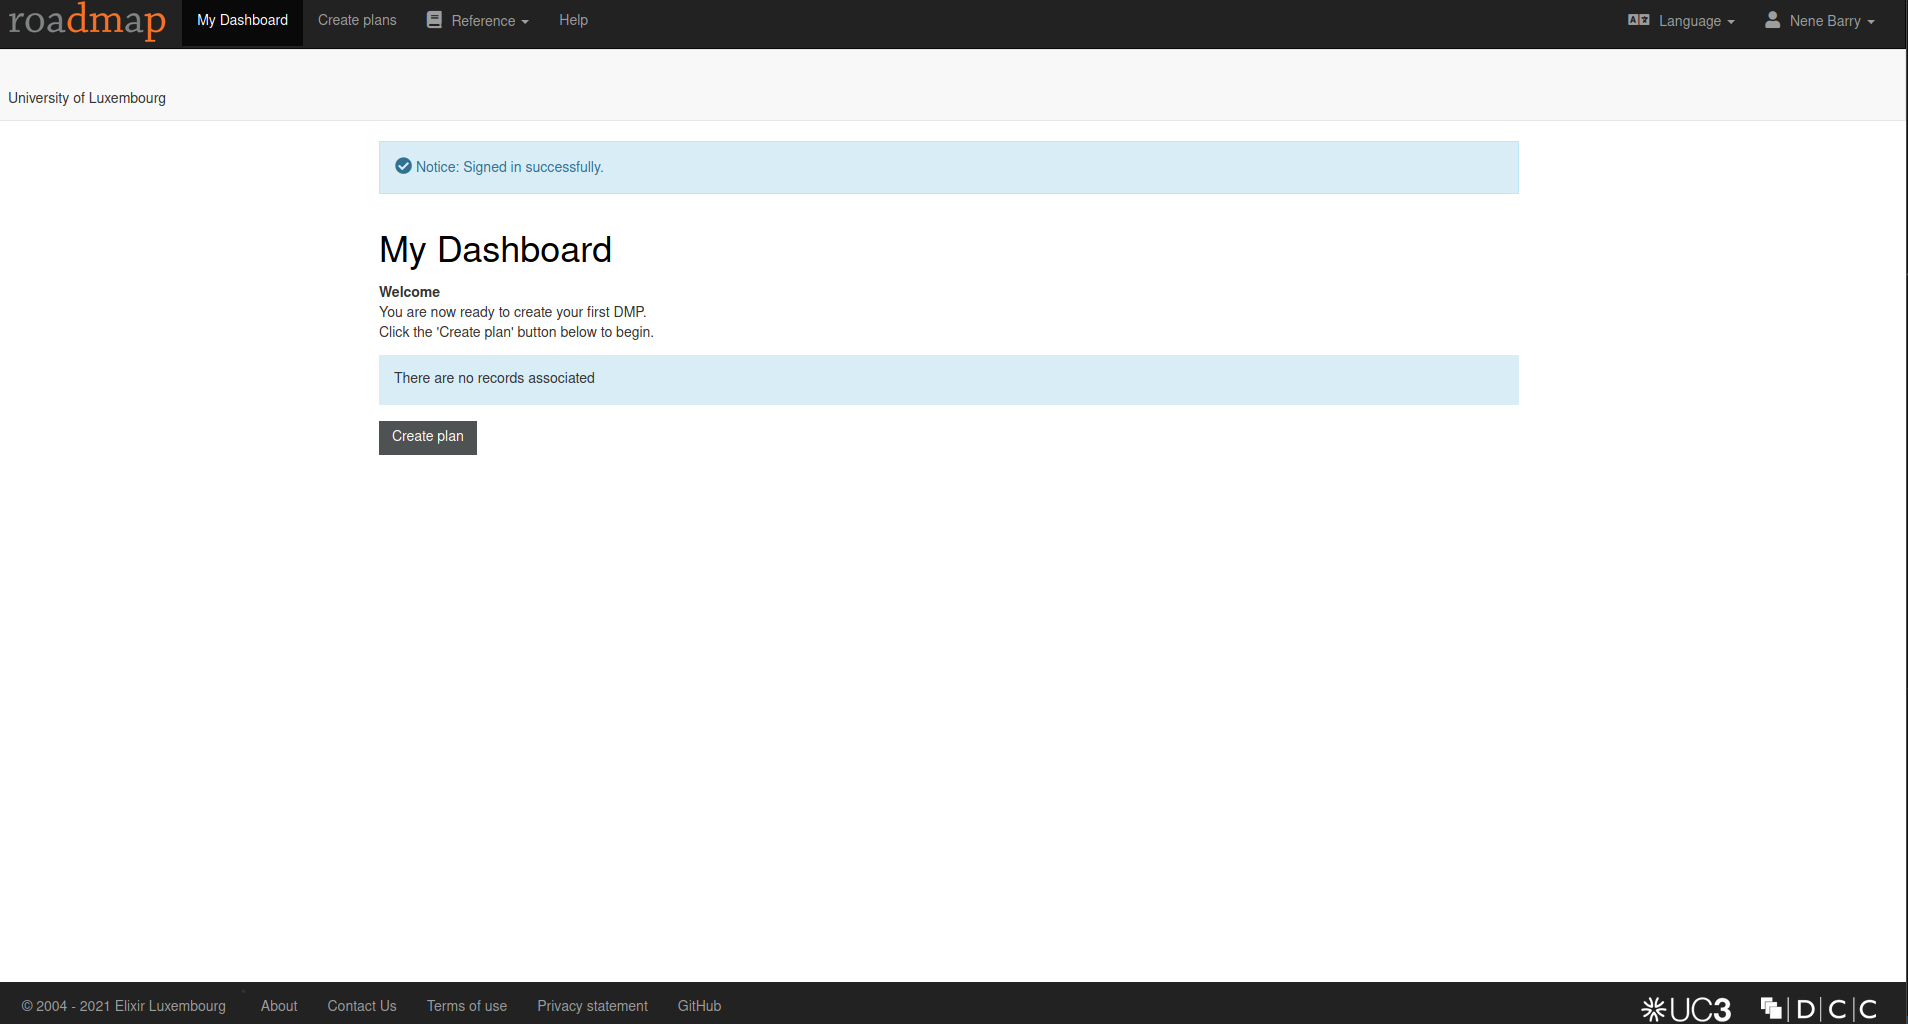 roadmap My Dashboard Create plans Reference Help Language Nene Barry
University of Luxembourg
Notice: Signed in successfully.
My Dashboard
Welcome
You are now ready to create your first DMP.
Click the 'Create plan' button below to begin.
There are no records associated
Create plan
© 2004 - 2021 Elixir Luxembourg About Contact Us Terms of use Privacy statement GitHub UC3 D|C|C